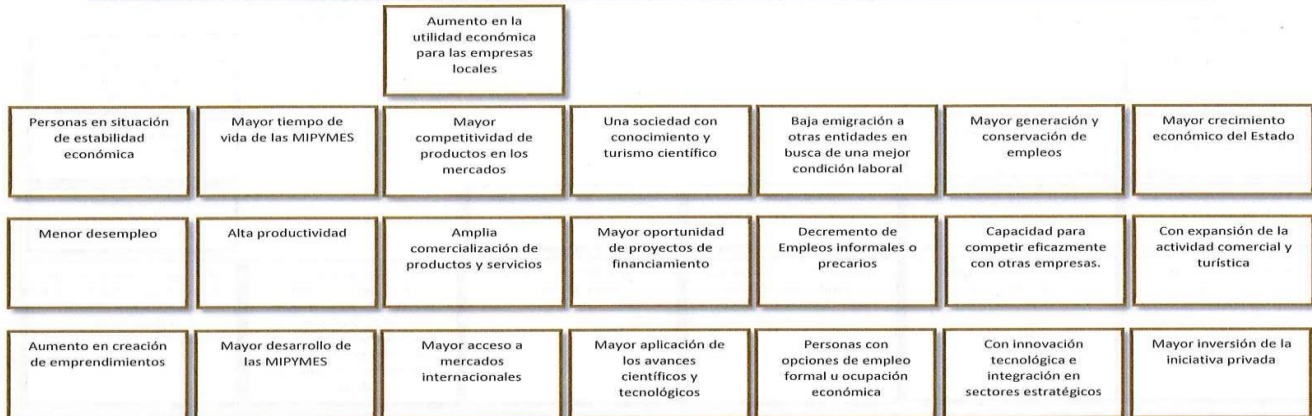 Aumento en la
utilidad económica
para las empresas
locales
Personas en situación
de estabilidad
económica
Mayor tiempo de
vida de las MIPYMES
Mayor
competitividad de
productos en los
mercados
Una sociedad con
conocimiento y
turismo científico
Baja emigración a
otras entidades en
busca de una mejor
condición laboral
Mayor generación y
conservación de
empleos
Mayor crecimiento
económico del Estado
Menor desempleo
Alta productividad
Amplia
comercialización de
productos y servicios
Mayor oportunidad
de proyectos de
financiamiento
Decremento de
Empleos informales o
precarios
Capacidad para
competir eficazmente
con otras empresas.
Con expansión de la
actividad comercial y
turística
Aumento en creación
de emprendimientos
Mayor desarrollo de
las MIPYMES
Mayor acceso a
mercados
internacionales
Mayor aplicación de
los avances
científicos y
tecnológicos
Personas con
opciones de empleo
formal u ocupación
económica
Con innovación
tecnológica e
integración en
sectores estratégicos
Mayor inversión de la
iniciativa privada